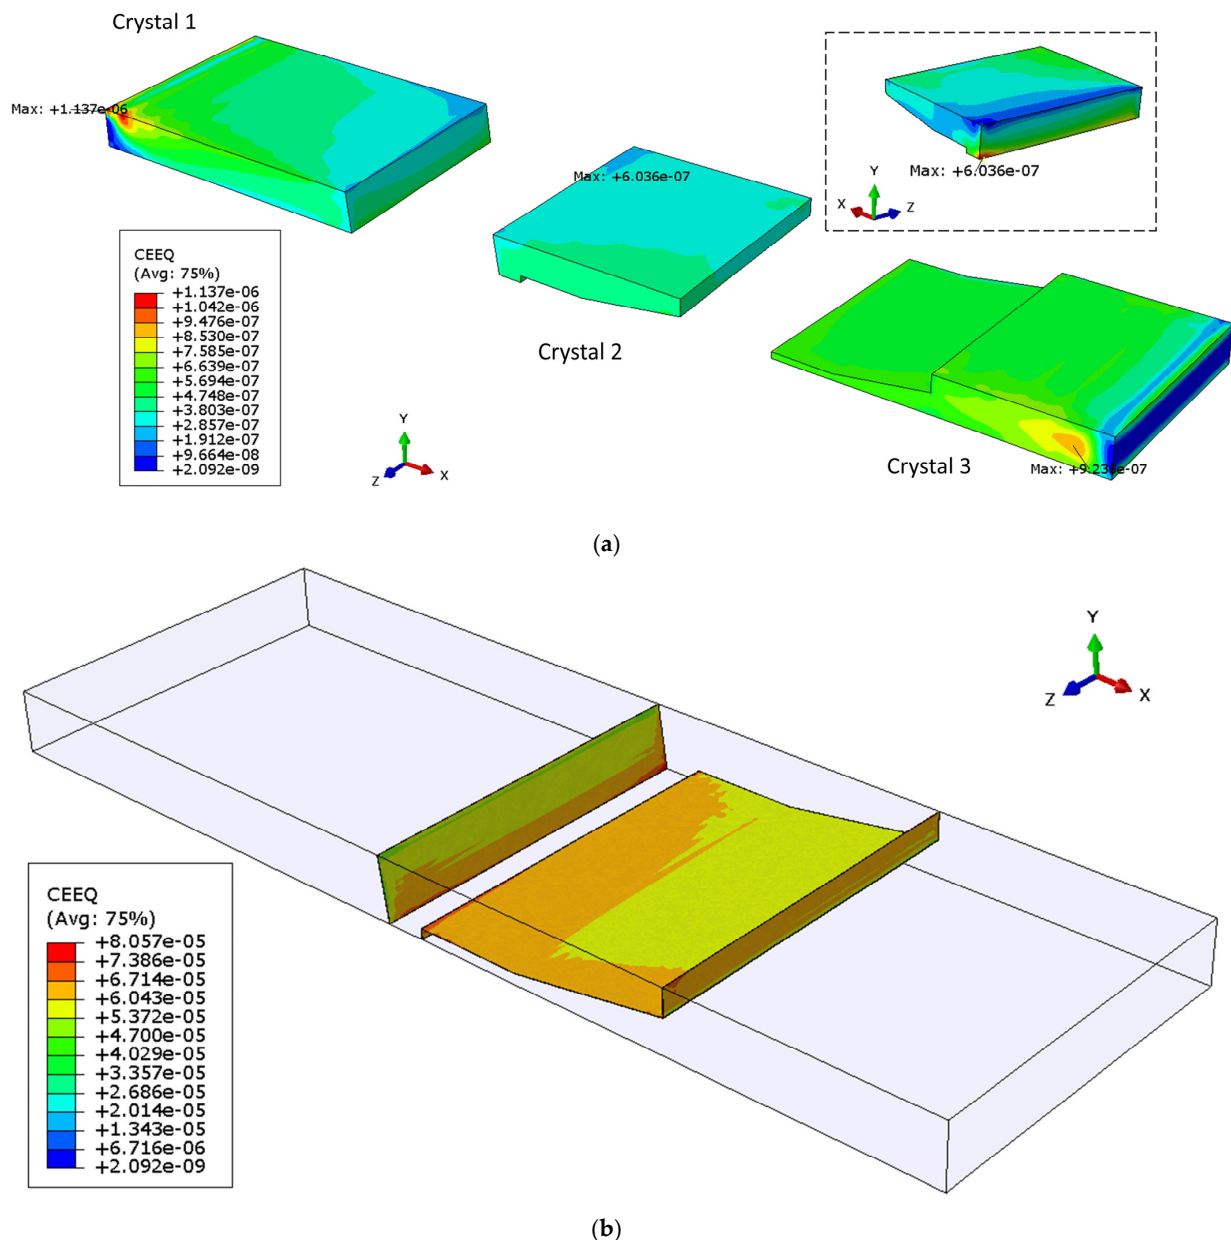 Crystal 1
Max: +1.137e-06
Max: +6.036e-07
Max: +6.036e-07
Y
X
Z
CEEQ
(Avg: 75%)
+1.137e-06
+1.042e-06
+9.476e-07
+8.530e-07
+7.585e-07
+6.639e-07
+5.694e-07
+4.748e-07
+3.803e-07
+2.857e-07
+1.912e-07
+9.664e-08
+2.092e-09
Crystal 2
Y
Z
X
Crystal 3
Max: +9.236e-07
(a)
Y
Z
X
CEEQ
(Avg: 75%)
+8.057e-05
+7.386e-05
+6.714e-05
+6.043e-05
+5.372e-05
+4.700e-05
+4.029e-05
+3.357e-05
+2.686e-05
+2.014e-05
+1.343e-05
+6.716e-06
+2.092e-09
(b)